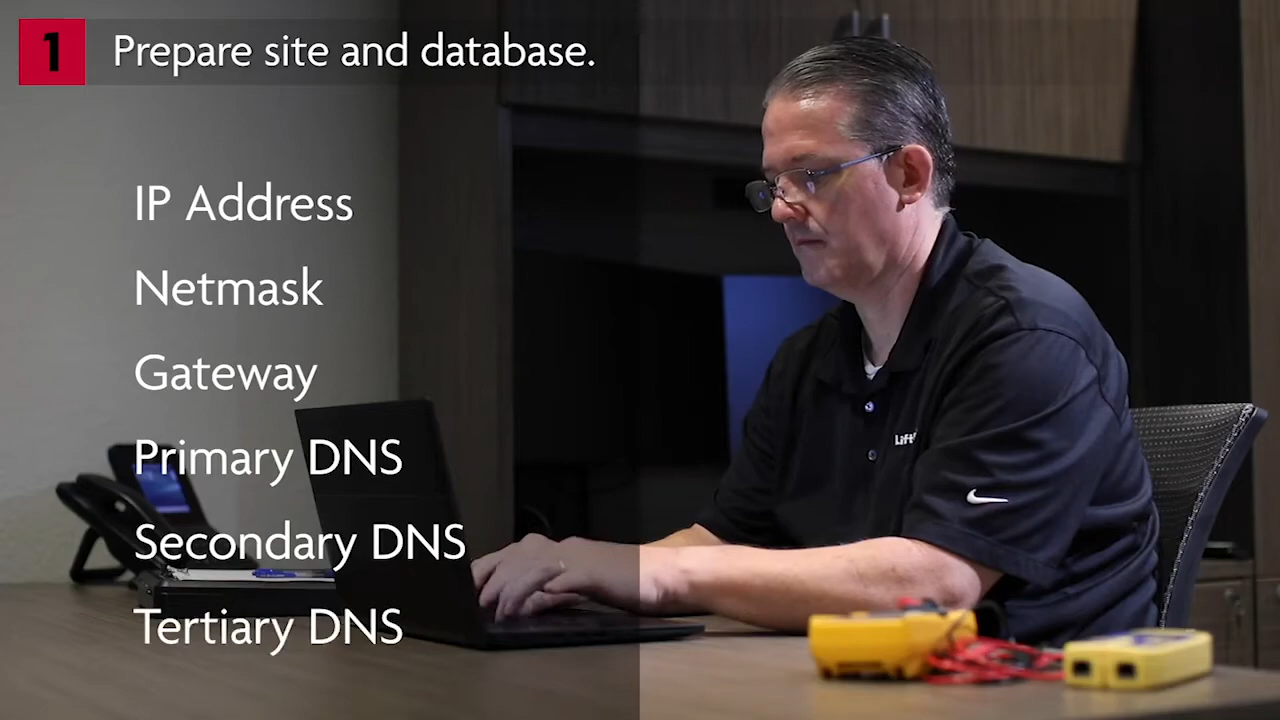 1 Prepare site and database.
IP Address
Netmask
Gateway
Primary DNS
Secondary DNS
Tertiary DNS